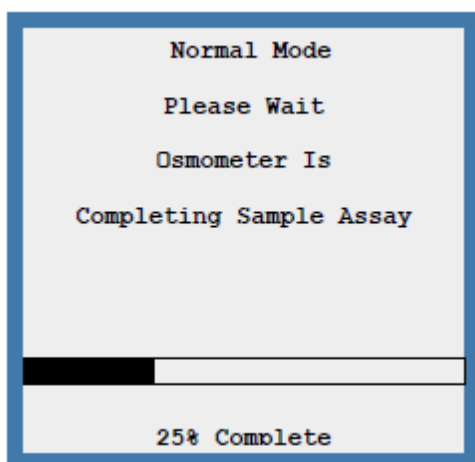 Normal Mode
Please Wait
Osmometer Is
Completing Sample Assay
25% Complete